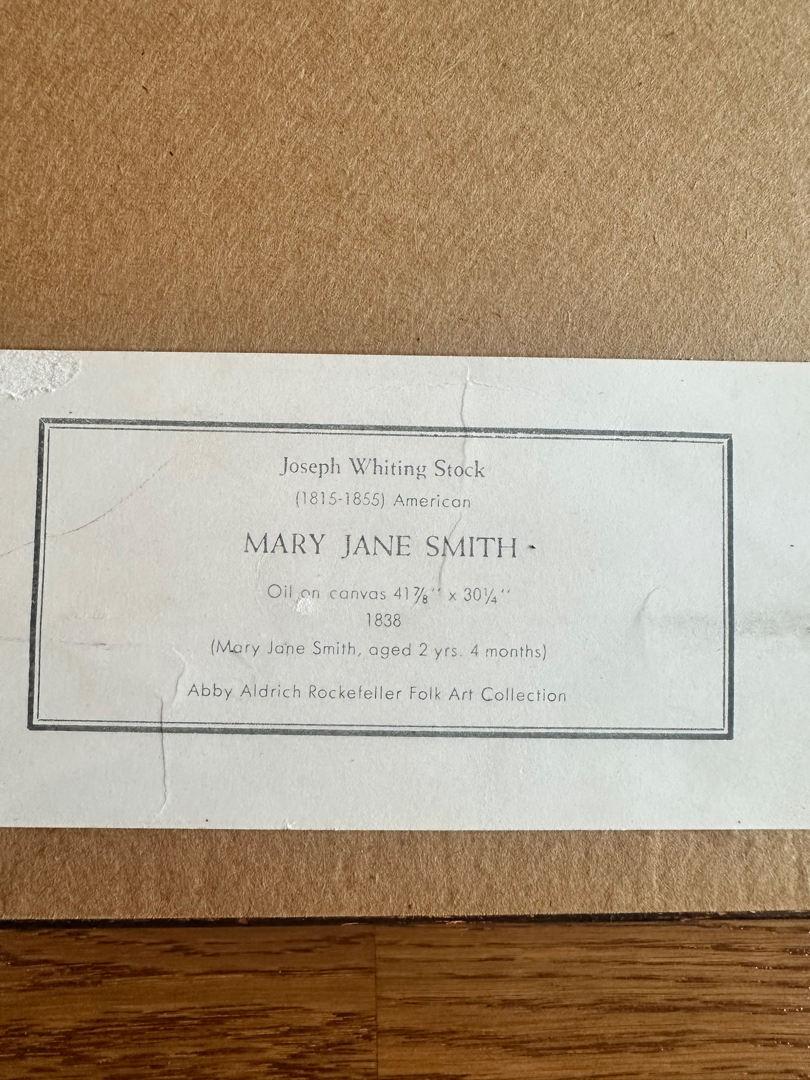 Joseph Whiting Stock
(1815-1855) American
MARY JANE SMITH
Oil on canvas 41⅞'' x 30¼''
1838
(Mary Jane Smith, aged 2 yrs. 4 months)
Abby Aldrich Rockefeller Folk Art Collection